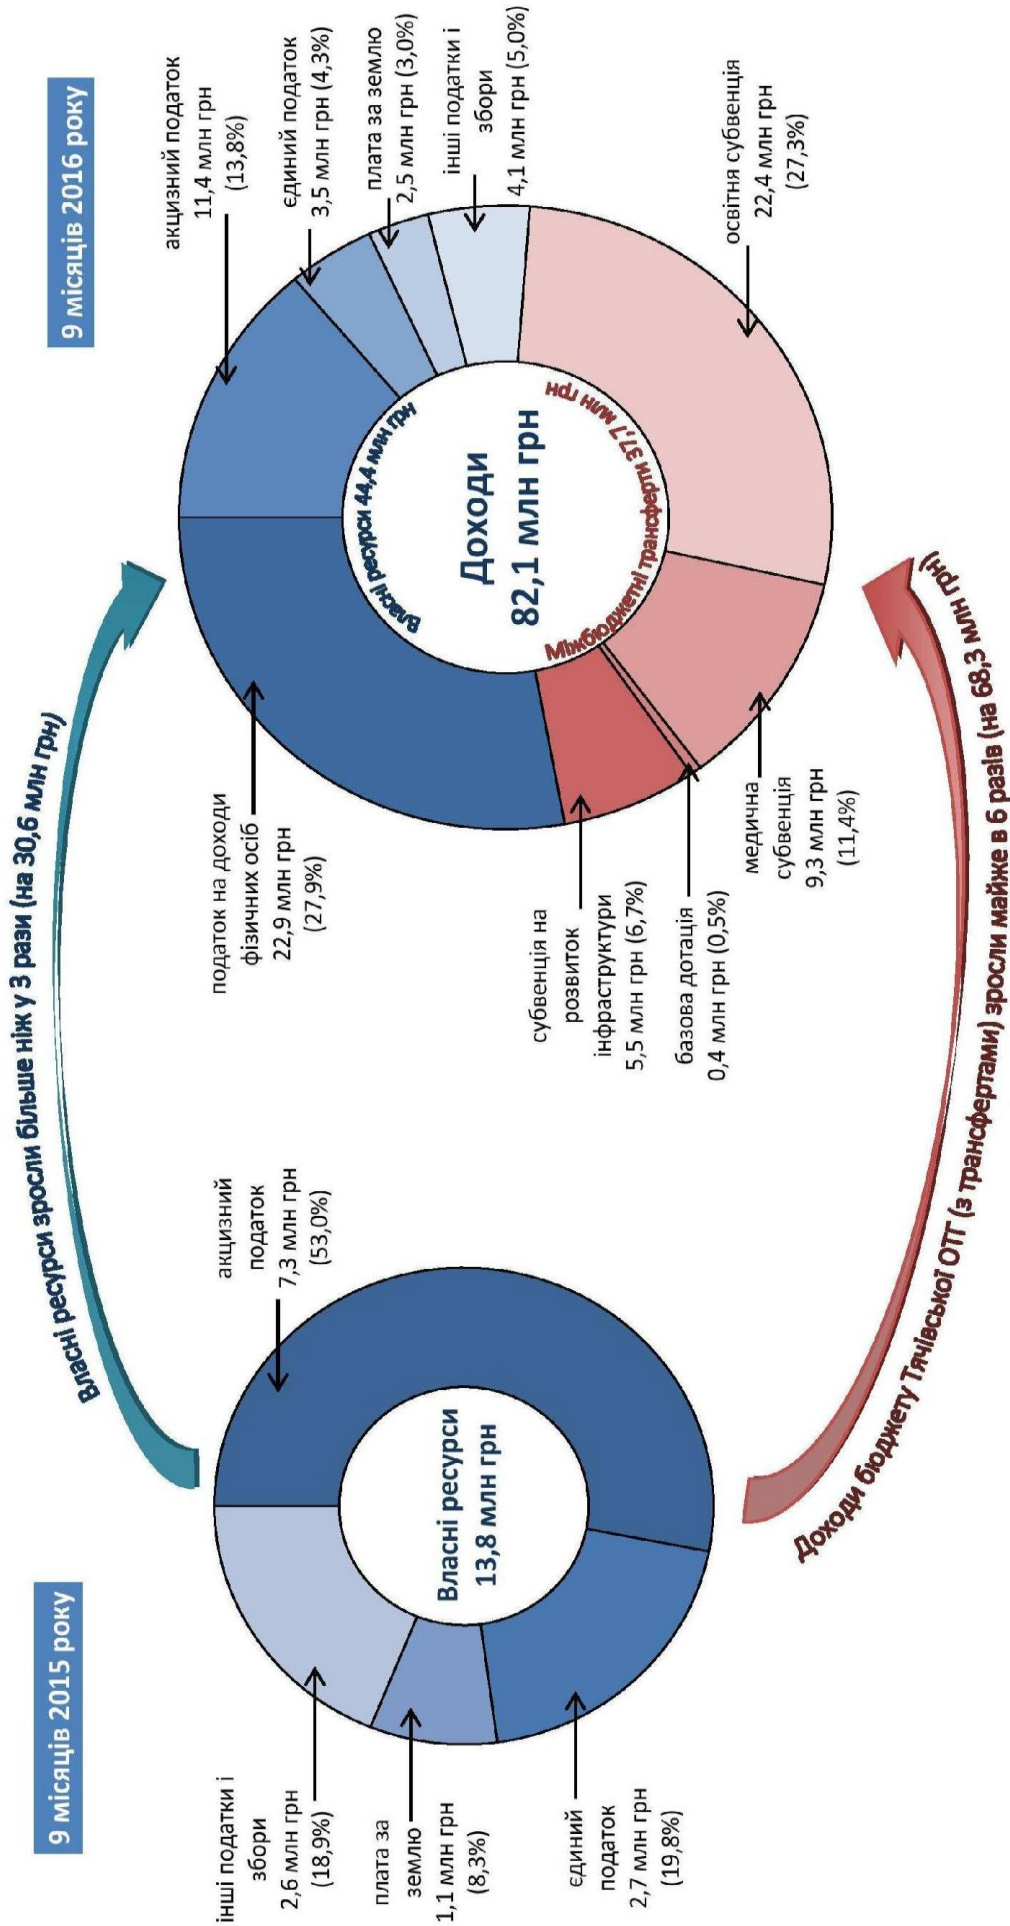 9 місяців 2015 року
9 місяців 2016 року
Власні ресурси зросли більше ніж у 3 рази (на 30,6 млн грн)
інші податки і
збори
2,6 млн грн
(18,9%)
плата за
землю
1,1 млн грн
(8,3%)
єдиний
податок
2,7 млн грн
(19,8%)
акцизний
податок
7,3 млн грн
(53,0%)
Власні ресурси
13,8 млн грн
податок на доходи
фізичних осіб
22,9 млн грн
(27,9%)
акцизний податок
11,4 млн грн
(13,8%)
єдиний податок
3,5 млн грн (4,3%)
плата за землю
2,5 млн грн (3,0%)
інші податки і
збори
4,1 млн грн (5,0%)
освітня субвенція
22,4 млн грн
(27,3%)
медична
субвенція
9,3 млн грн
(11,4%)
базова дотація
0,4 млн грн (0,5%)
субвенція на
розвиток
інфраструктури
5,5 млн грн (6,7%)
Власні ресурси 44,4 млн грн
Доходи
82,1 млн грн
Міжбюджетні трансферти 37,7 млн грн
Доходи бюджету Тячівської ОТГ (з трансфертами) зросли майже в 6 разів (на 68,3 млн грн)